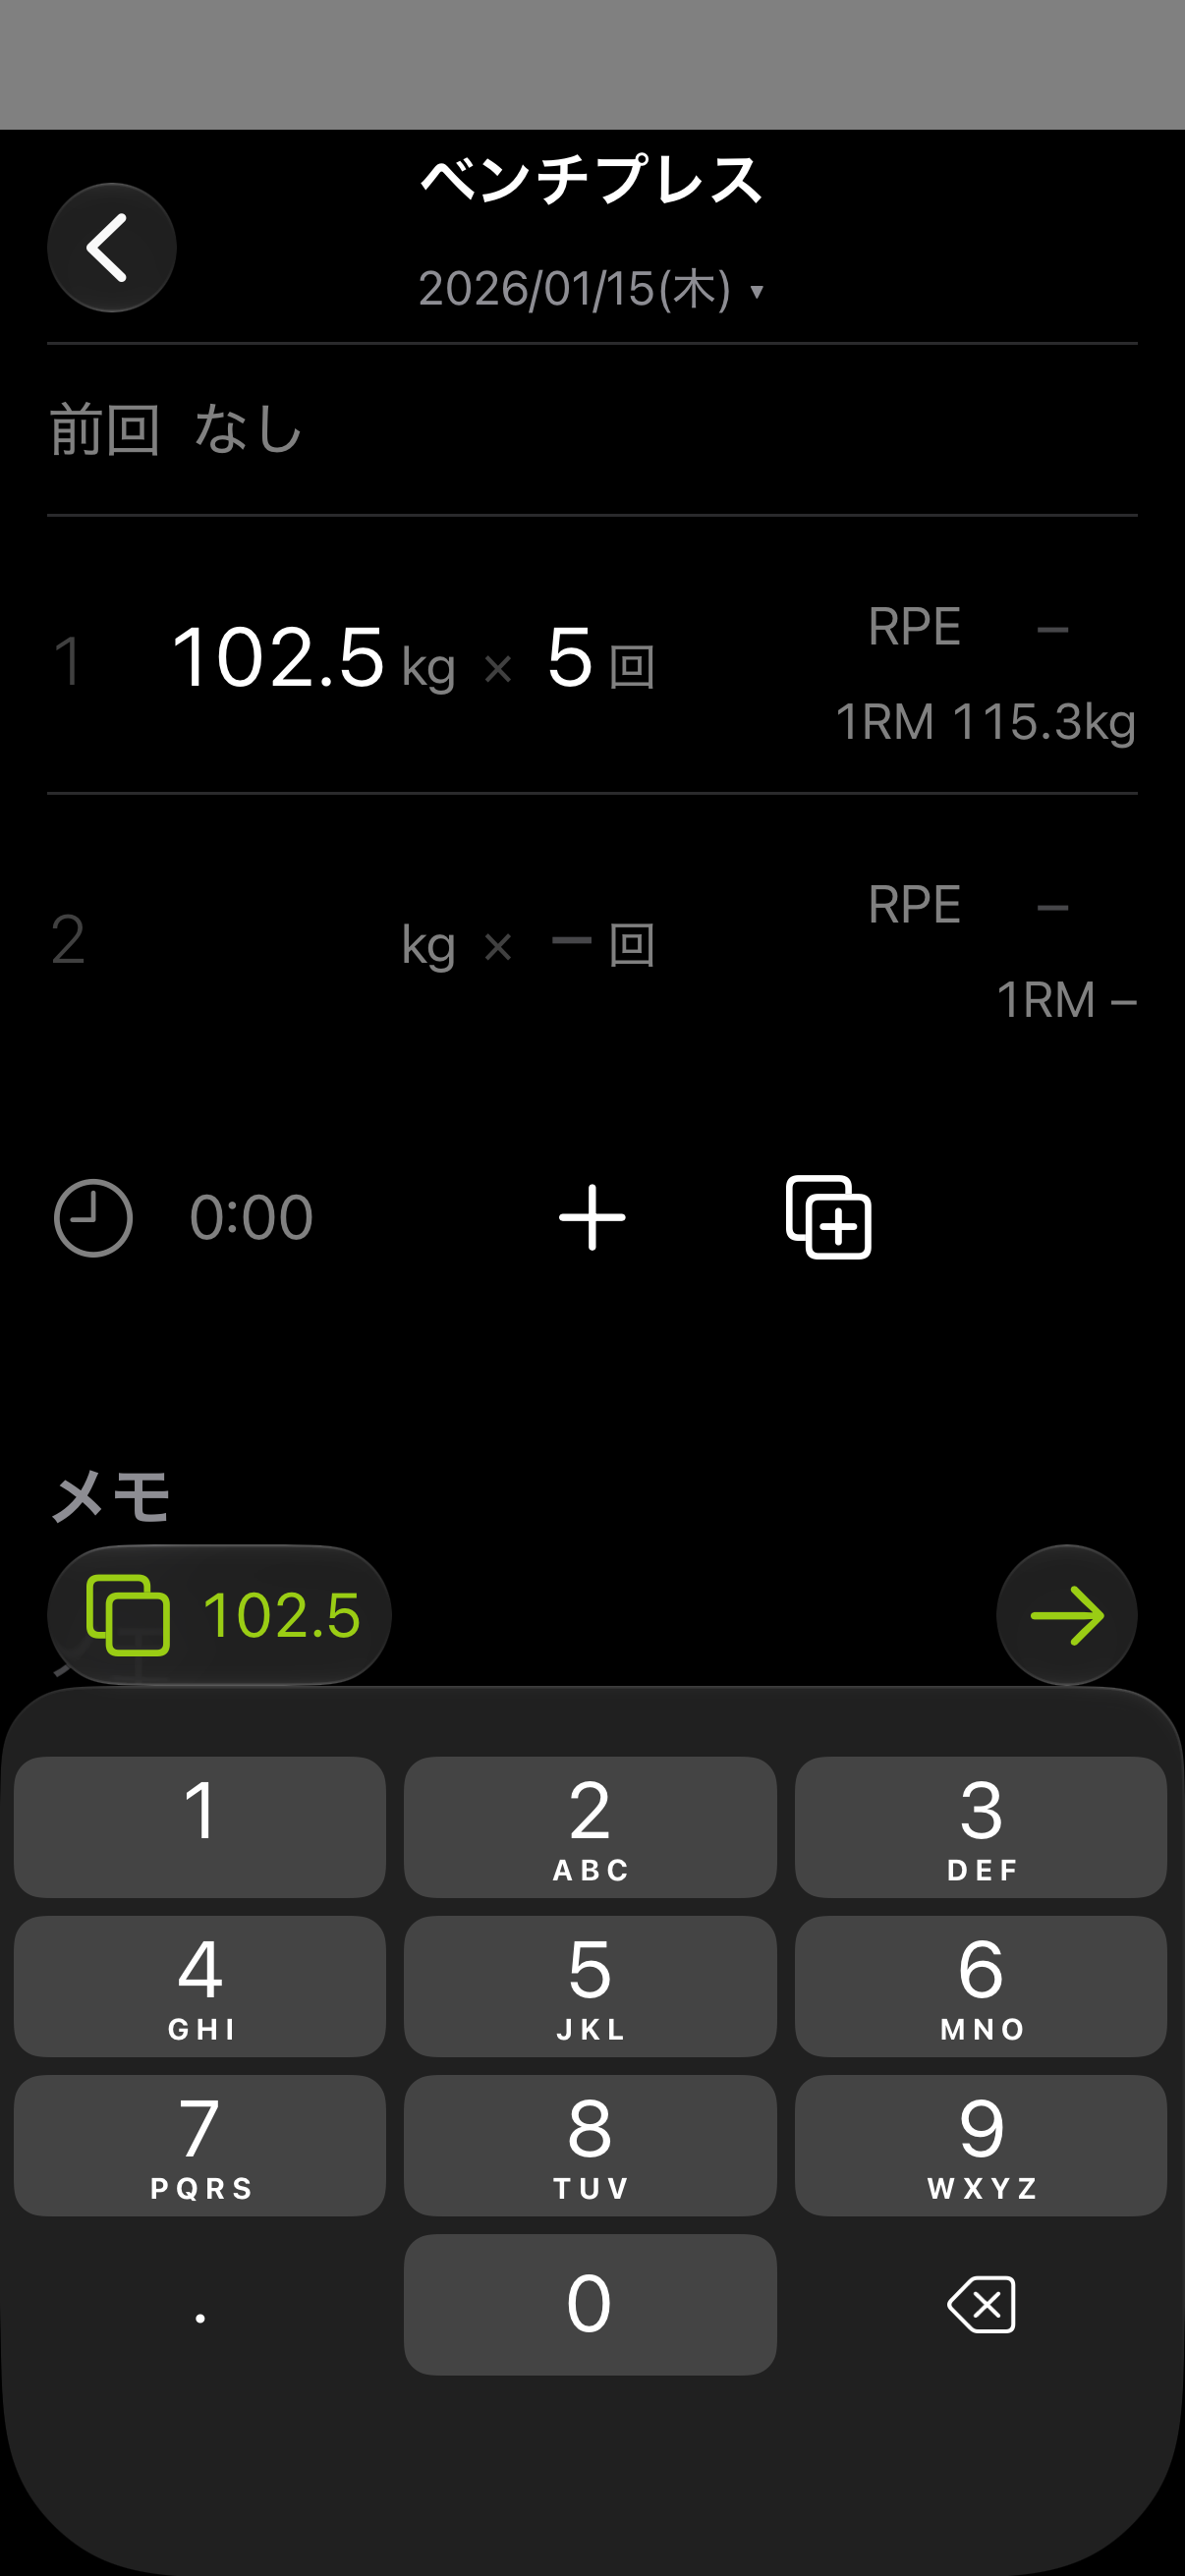 ベンチプレス
2026/01/15(木) ▼
前回 なし
1 102.5 kg × 5 回 RPE –
1RM 115.3kg
2 kg × – 回 RPE –
1RM –
0:00
メモ
102.5
1 2 3
ABC DEF
4 5 6
GHI JKL MNO
7 8 9
PQRS TUV WXYZ
. 0